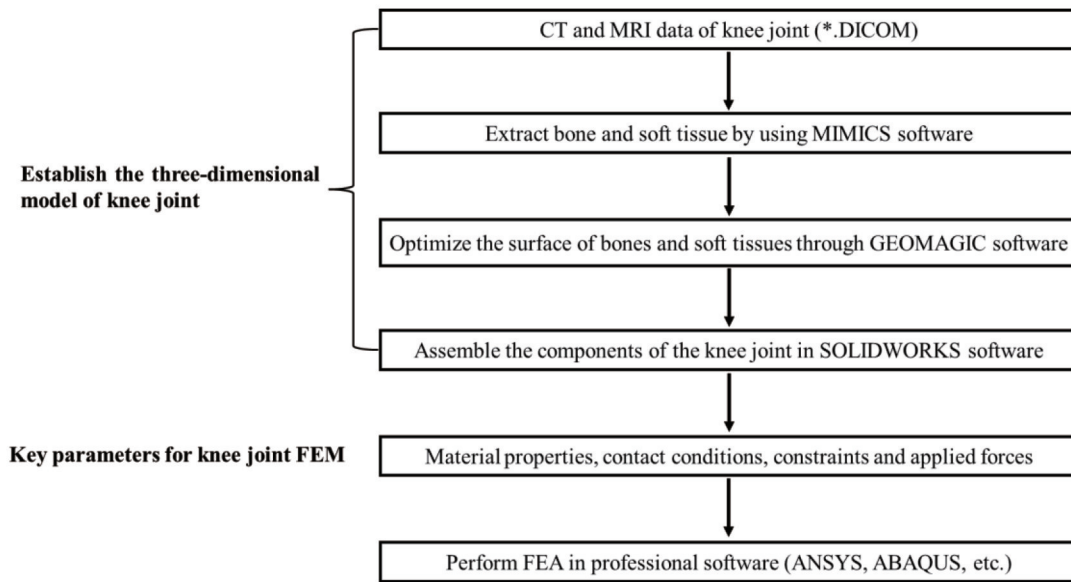 CT and MRI data of knee joint (*.DICOM)
Extract bone and soft tissue by using MIMICS software
Establish the three-dimensional
model of knee joint
Optimize the surface of bones and soft tissues through GEOMAGIC software
Assemble the components of the knee joint in SOLIDWORKS software
Key parameters for knee joint FEM
Material properties, contact conditions, constraints and applied forces
Perform FEA in professional software (ANSYS, ABAQUS, etc.)